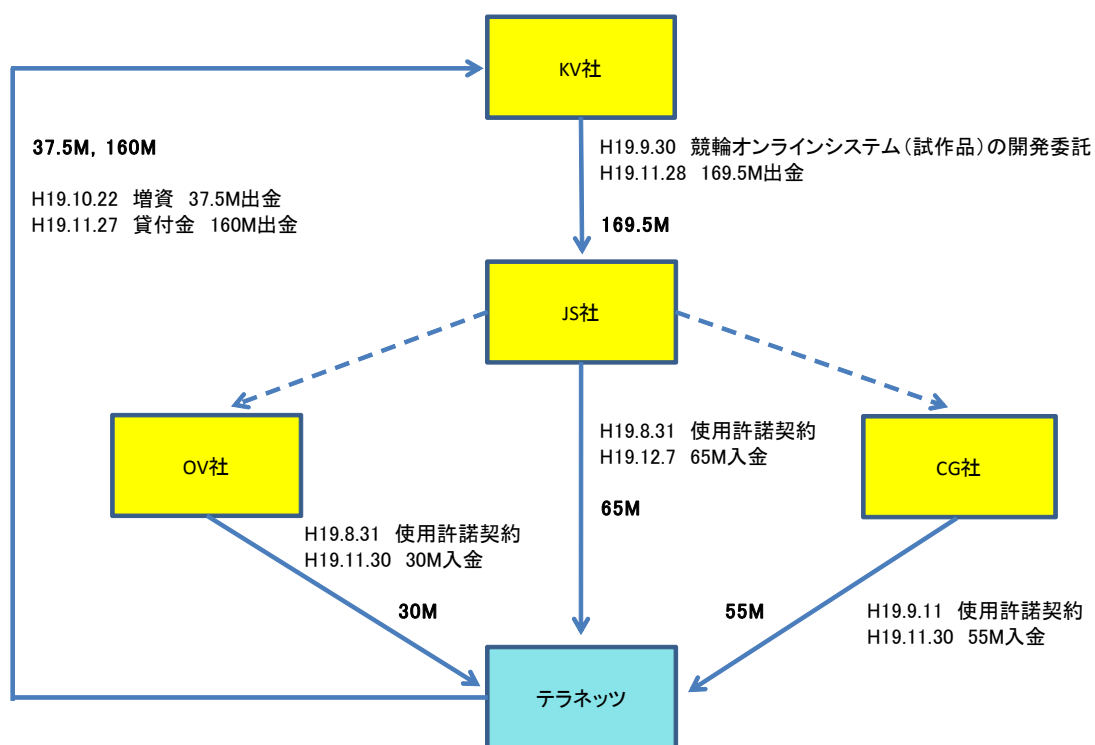 KV社
37.5M, 160M
H19.10.22 増資 37.5M出金
H19.11.27 貸付金 160M出金
H19.9.30 競輪オンラインシステム(試作品)の開発委託
H19.11.28 169.5M出金
169.5M
JS社
OV社
H19.8.31 使用許諾契約
H19.12.7 65M入金
65M
CG社
H19.8.31 使用許諾契約
H19.11.30 30M入金
30M
55M
H19.9.11 使用許諾契約
H19.11.30 55M入金
テラネッツ